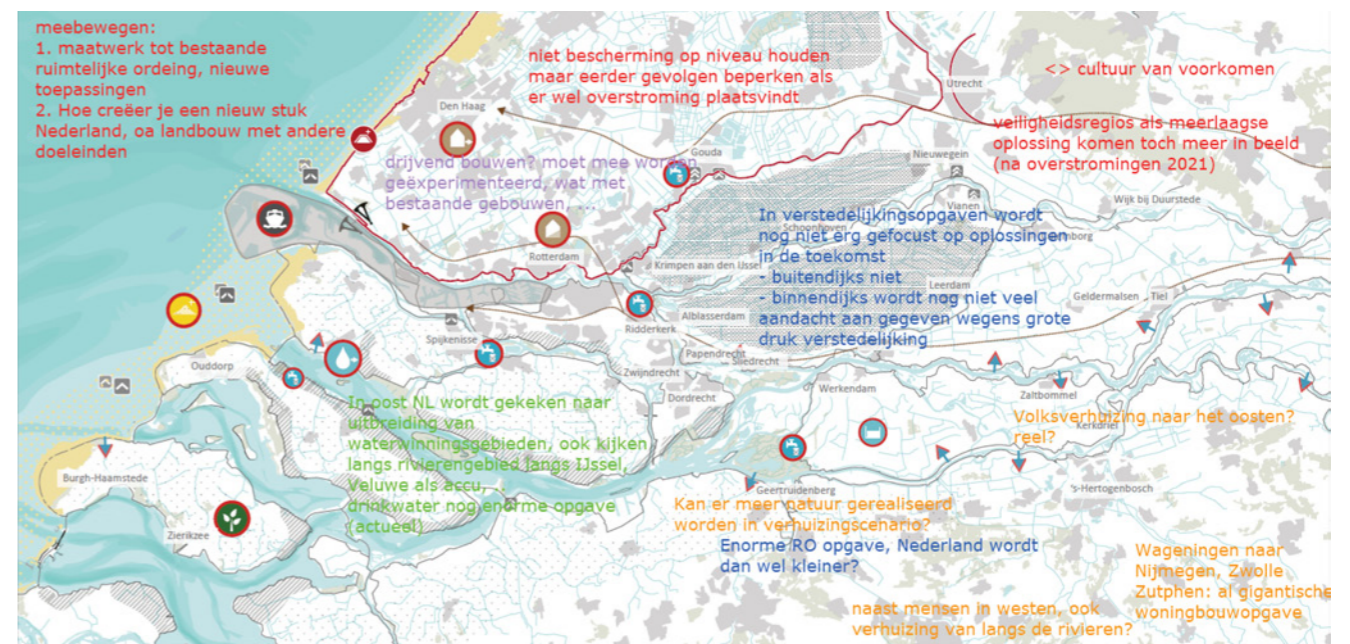 meebewegen:
1. maatwerk tot bestaande
ruimtelijke ordeing, nieuwe
toepassingen
2. Hoe creëer je een nieuw stuk
Nederland, oa landbouw met andere
doeleinden
niet bescherming op niveau houden
maar eerder gevolgen beperken als
er wel overstroming plaatsvindt
<> cultuur van voorkomen
Utrecht
Den Haag
veiligheidsregios als meerlaagse
oplossing komen toch meer in beeld
(na overstromingen 2021)
Gouda
Nieuwegein
drijvend bouwen? moet mee worden
geëxperimenteerd, wat met
bestaande gebouwen, ...
Vianen
Wijk bij Duurstede
In verstedelijkingsopgaven wordt
nog niet erg gefocust op oplossingen
in de toekomst
- buitendijks niet
- binnendijks wordt nog niet veel
aandacht aan gegeven wegens grote
druk verstedelijking
Schoonhoven
Rotterdam
Krimpen aan den IJssel
Leerdam
Geldermalsen
Tiel
Alblasserdam
Ridderkerk
Spijkenisse
Papendrecht
Sliedrecht
Ouddorp
Zwijndrecht
Dordrecht
Werkendam
Zaltbommel
In post NL wordt gekeken naar
uitbreiding van
waterwinningsgebieden, ook kijken
langs rivierengebied langs IJssel,
Veluwe als accu, ...
drinkwater nog enorme opgave
(actueel)
Volksverhuizing naar het oosten?
reel?
Kerkdriel
Burgh-Haamstede
Geertruidenberg
's-Hertogenbosch
Kan er meer natuur gerealiseerd
worden in verhuizingscenario?
Zierikzee
Enorme RO opgave, Nederland wordt
dan wel kleiner?
Wageningen naar
Nijmegen, Zwolle
Zutphen: al gigantische
woningbouwopgave
naast mensen in westen, ook
verhuizing van langs de rivieren?